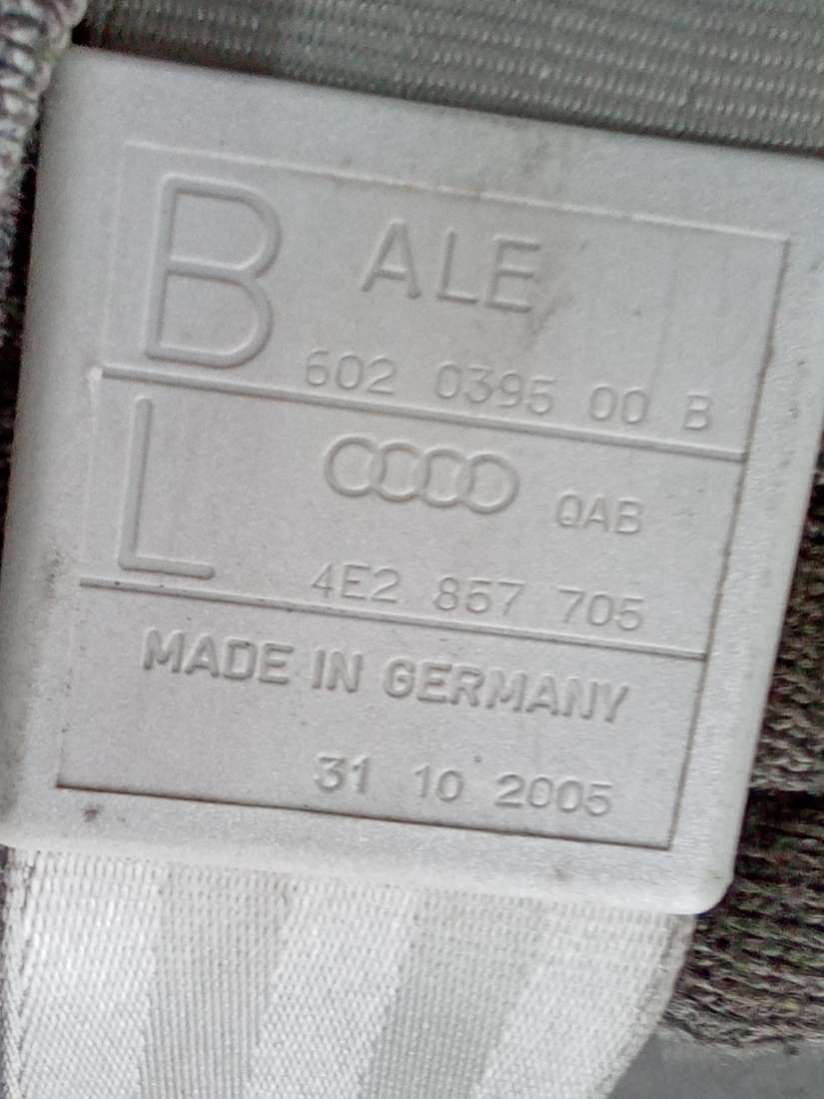 B ALE
602 0395 00 B
L QAB
4E2 857 705
MADE IN GERMANY
31 10 2005